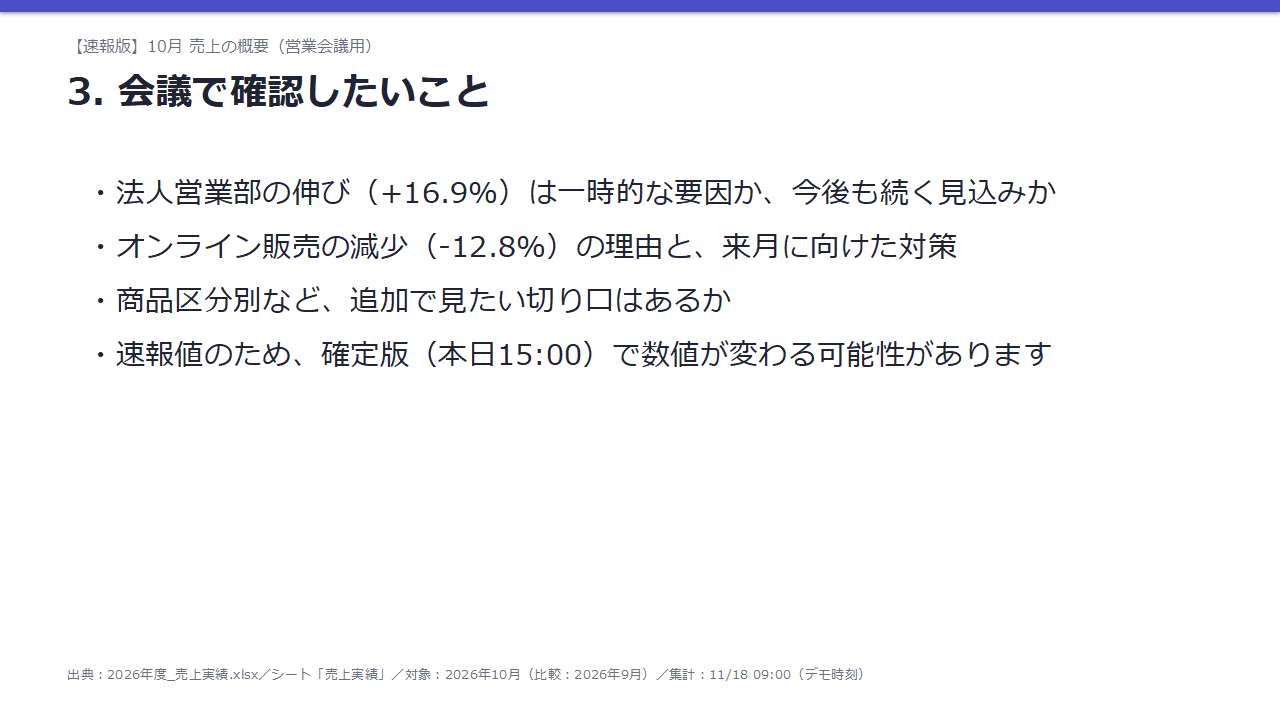 【速報版】10月 売上の概要（営業会議用）
3. 会議で確認したいこと
・法人営業部の伸び（+16.9%）は一時的な要因か、今後も続く見込みか
・オンライン販売の減少（-12.8%）の理由と、来月に向けた対策
・商品区分別など、追加で見たい切り口はあるか
・速報値のため、確定版（本日15:00）で数値が変わる可能性があります
出典：2026年度_売上実績.xlsx／シート「売上実績」／対象：2026年10月（比較：2026年9月）／集計：11/18 09:00（デモ時刻）